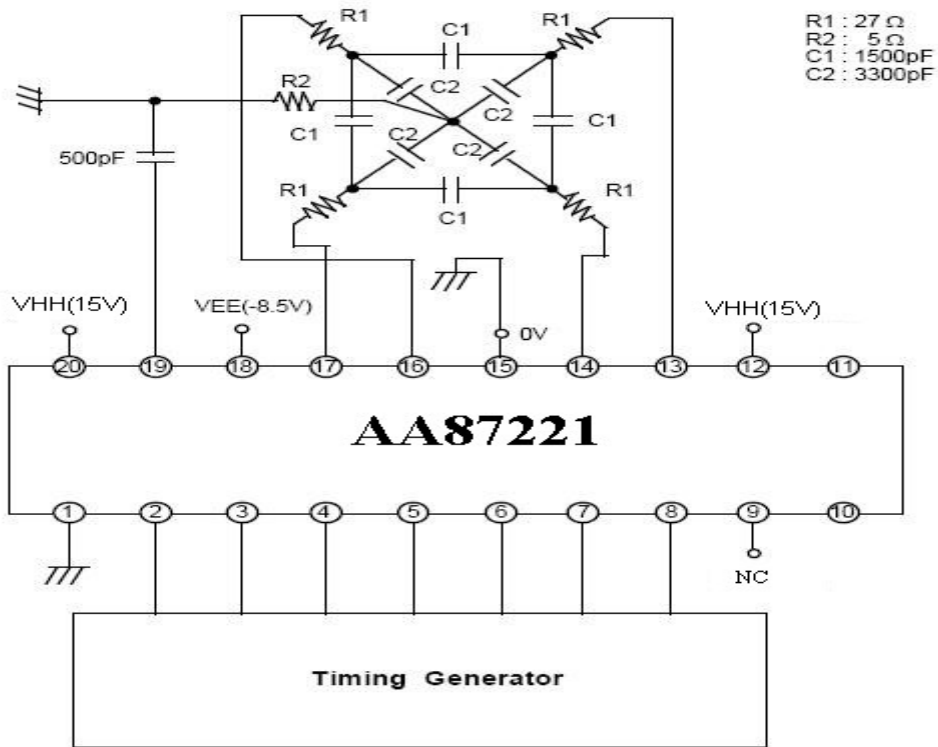 R1
C1
R1
R1 : 27 Ω
R2 : 5 Ω
C1 : 1500pF
C2 : 3300pF
R2
C2
C2
C1
C2
C2
C1
500pF
R1
C1
R1
VHH(15V)
VEE(-8.5V)
0V
VHH(15V)
20 19 18 17 16 15 14 13 12 11
AA87221
1 2 3 4 5 6 7 8 9 10
NC
Timing Generator